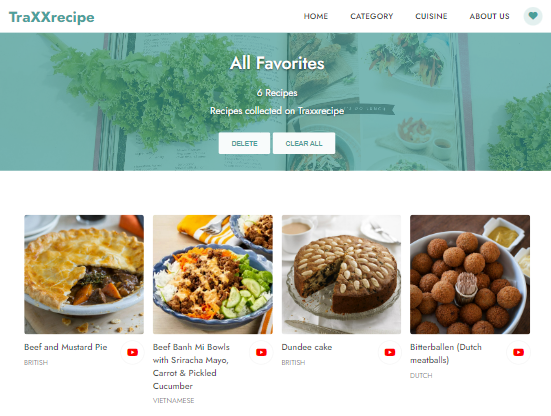 TraXXrecipe
HOME CATEGORY CUISINE ABOUT US
All Favorites
6 Recipes
Recipes collected on Traxxrecipe
DELETE CLEAR ALL
Beef and Mustard Pie
BRITISH
Beef Banh Mi Bowls
with Sriracha Mayo,
Carrot & Pickled
Cucumber
VIETNAMESE
Dundee cake
BRITISH
Bitterballen (Dutch
meatballs)
DUTCH